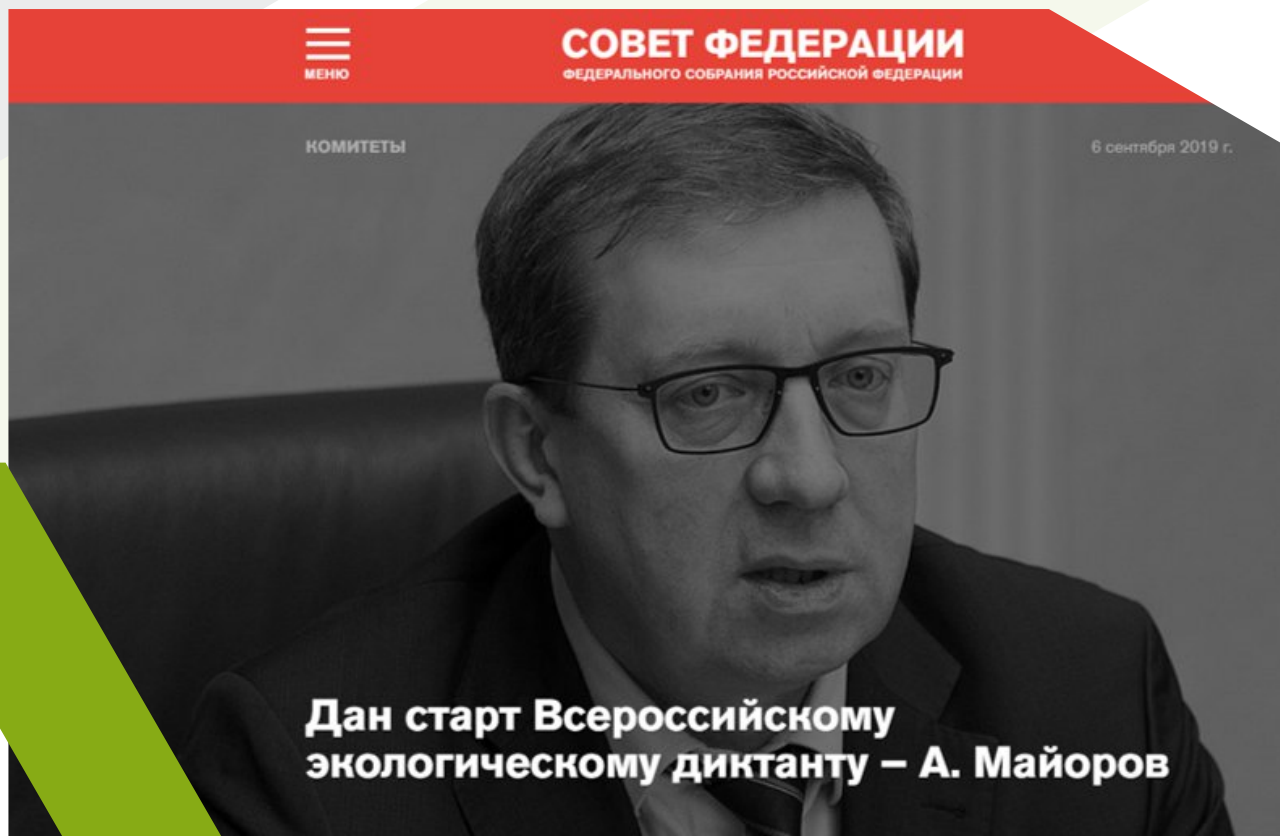 СОВЕТ ФЕДЕРАЦИИ
ФЕДЕРАЛЬНОГО СОБРАНИЯ РОССИЙСКОЙ ФЕДЕРАЦИИ
МЕНЮ
КОМИТЕТЫ
6 сентября 2019 г.
Дан старт Всероссийскому
экологическому диктанту – А. Майоров